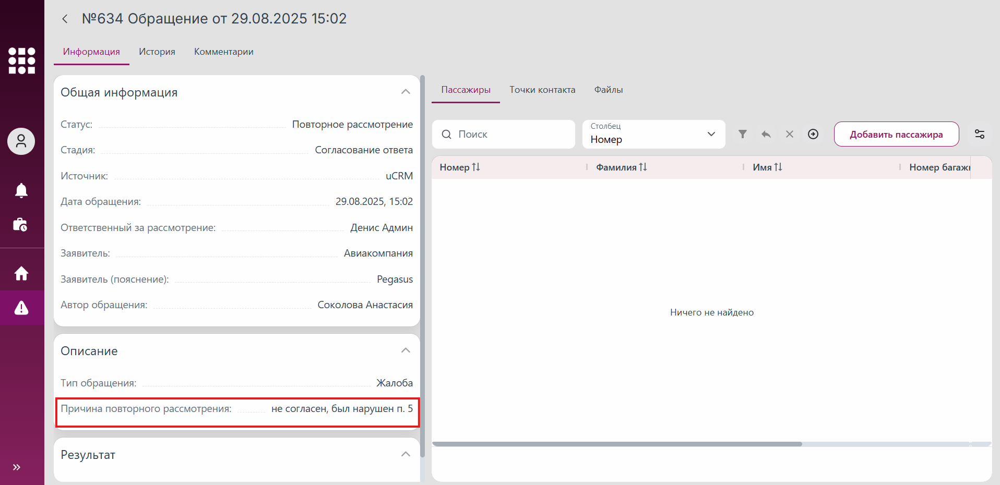 №634 Обращение от 29.08.2025 15:02
Информация
История
Комментарии
Общая информация
Статус: Повторное рассмотрение
Стадия: Согласование ответа
Источник: uCRM
Дата обращения: 29.08.2025, 15:02
Ответственный за рассмотрение: Денис Админ
Заявитель: Авиакомпания
Заявитель (пояснение): Pegasus
Автор обращения: Соколова Анастасия
Описание
Тип обращения: Жалоба
Причина повторного рассмотрения: не согласен, был нарушен п. 5
Результат
Пассажиры
Точки контакта
Файлы
Поиск
Столбец
Номер
Добавить пассажира
Номер
Фамилия
Имя
Номер багаж
Ничего не найдено